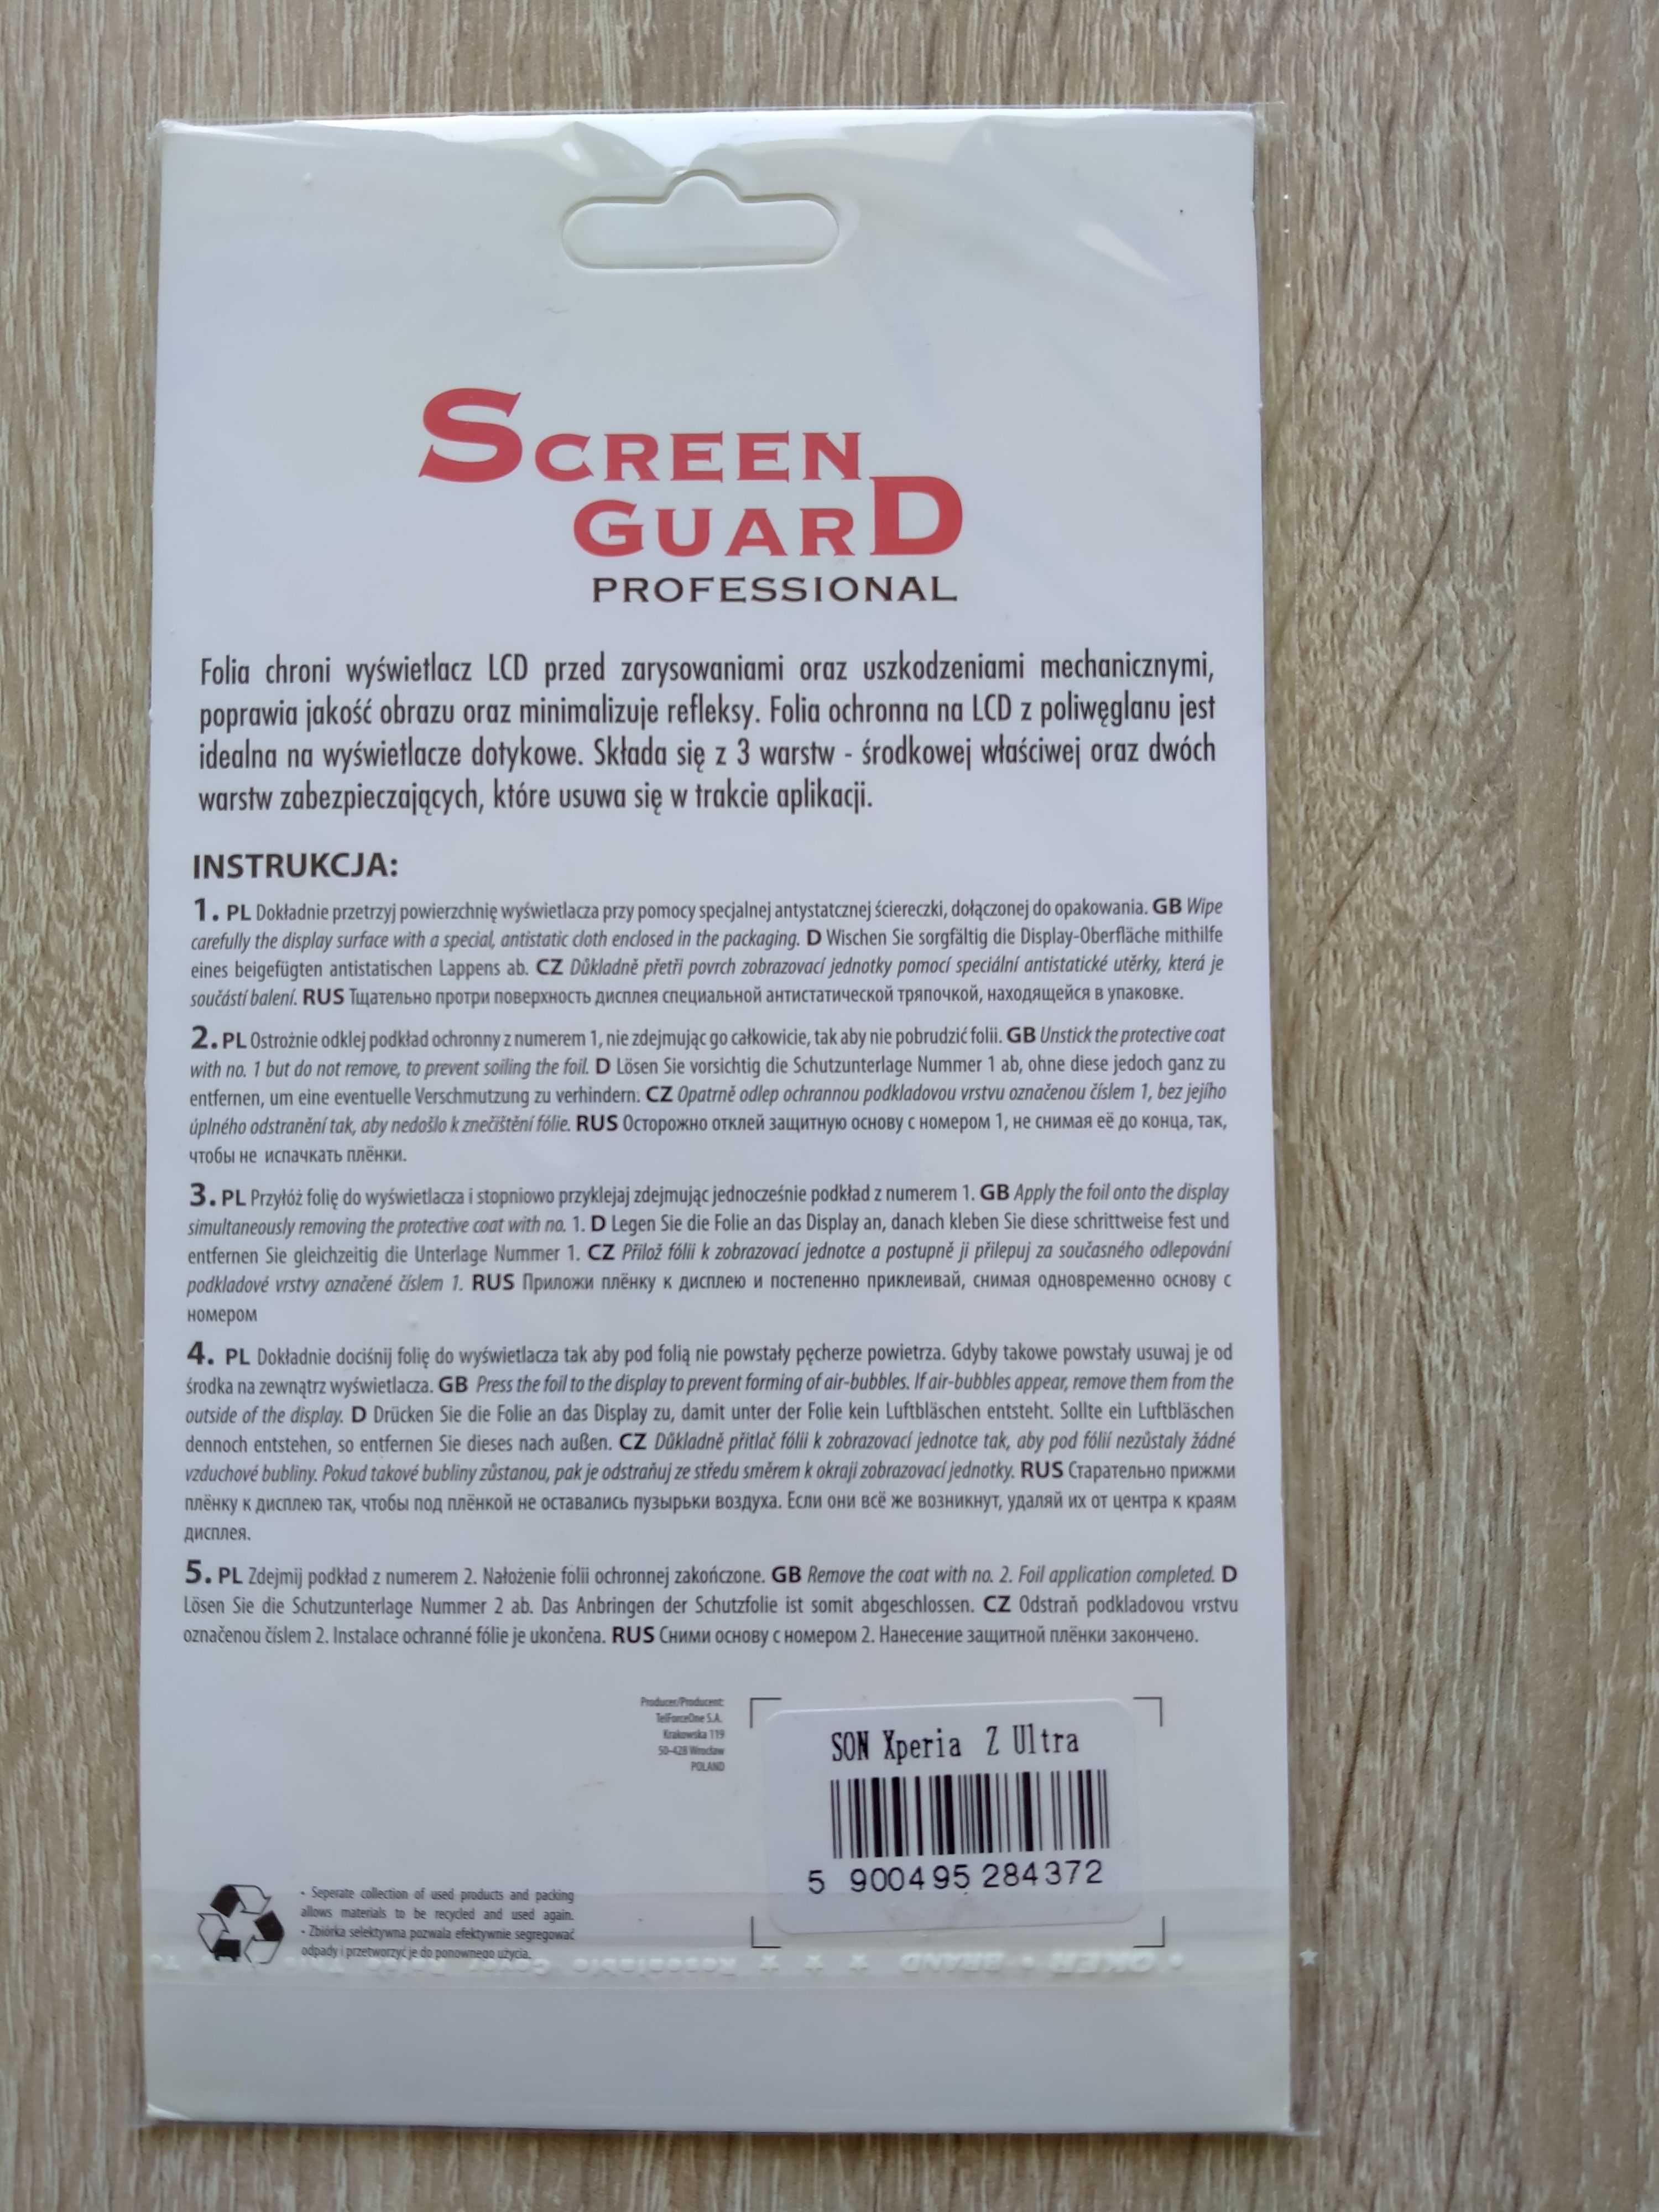 SCREEN
GUARD
PROFESSIONAL
Folia chroni wyświetlacz LCD przed zarysowaniami oraz uszkodzeniami mechanicznymi,
poprawia jakość obrazu oraz minimalizuje refleksy. Folia ochronna na LCD z poliwęglanu jest
idealna na wyświetlacze dotykowe. Składa się z 3 warstw - środkowej właściwej oraz dwóch
warstw zabezpieczających, które usuwa się w trakcie aplikacji.
INSTRUKCJA:
1. PL Dokładnie przetrzyj powierzchnię wyświetlacza przy pomocy specjalnej antystatcznej ściereczki, dołączonej do opakowania. GB Wipe
carefully the display surface with a special, antistatic cloth enclosed in the packaging. D Wischen Sie sorgfältig die Display-Oberfläche mithilfe
eines beigefügten antistatischen Lappens ab. CZ Důkladně přetři povrch zobrazovací jednotky pomocí speciální antistatické utěrky, která je
součástí balení. RUS Тщательно протри поверхность дисплея специальной антистатической тряпочкой, находящейся в упаковке.
2. PL Ostrożnie odklej podkład ochronny z numerem 1, nie zdejmując go całkowicie, tak aby nie pobrudzić folii. GB Unstick the protective coat
with no. 1 but do not remove, to prevent soiling the foil. D Lösen Sie vorsichtig die Schutzunterlage Nummer 1 ab, ohne diese jedoch ganz zu
entfernen, um eine eventuelle Verschmutzung zu verhindern. CZ Opatrně odlep ochrannou podkladovou vrstvu označenou číslem 1, bez jejího
úplného odstranění tak, aby nedošlo k znečištění fólie. RUS Осторожно отклей защитную основу с номером 1, не снимая её до конца, так,
чтобы не испачкать плёнки.
3. PL Przyłóż folię do wyświetlacza i stopniowo przyklejaj zdejmując jednocześnie podkład z numerem 1. GB Apply the foil onto the display
simultaneously removing the protective coat with no. 1. D Legen Sie die Folie an das Display an, danach kleben Sie diese schrittweise fest und
entfernen Sie gleichzeitig die Unterlage Nummer 1. CZ Přilož fólii k zobrazovací jednotce a postupně ji přilepuj za současného odlepování
podkladové vrstvy označené číslem 1. RUS Приложи плёнку к дисплею и постепенно приклеивай, снимая одновременно основу с
номером
4. PL Dokładnie dociśnij folię do wyświetlacza tak aby pod folią nie powstały pęcherze powietrza. Gdyby takowe powstały usuwaj je od
środka na zewnątrz wyświetlacza. GB Press the foil to the display to prevent forming of air-bubbles. If air-bubbles appear, remove them from the
outside of the display. D Drücken Sie die Folie an das Display zu, damit unter der Folie kein Luftbläschen entsteht. Sollte ein Luftbläschen
dennoch entstehen, so entfernen Sie dieses nach außen. CZ Důkladně přitlač fólii k zobrazovací jednotce tak, aby pod fólií nezůstaly žádné
vzduchové bubliny. Pokud takové bubliny zůstanou, pak je odstraňuj ze středu směrem k okraji zobrazovací jednotky. RUS Старательно прижми
плёнку к дисплею так, чтобы под плёнкой не оставались пузырьки воздуха. Если они всё же возникнут, удаляй их от центра к краям
дисплея.
5. PL Zdejmij podkład z numerem 2. Nałożenie folii ochronnej zakończone. GB Remove the coat with no. 2. Foil application completed. D
Lösen Sie die Schutzunterlage Nummer 2 ab. Das Anbringen der Schutzfolie ist somit abgeschlossen. CZ Odstraň podkladovou vrstvu
označenou číslem 2. Instalace ochranné fólie je ukončena. RUS Сними основу с номером 2. Нанесение защитной плёнки закончено.
Producer/Producent:
TelForceOne S.A.
Krakowska 119
50-428 Wrocław
POLAND
SON Xperia Z Ultra
5 900495 284372
• Seperate collection of used products and packing
allows materials to be recycled and used again.
• Zbiórka selektywna pozwala efektywnie segregować
odpady i przetworzyć je do ponownego użycia.
BRAND
Resealable